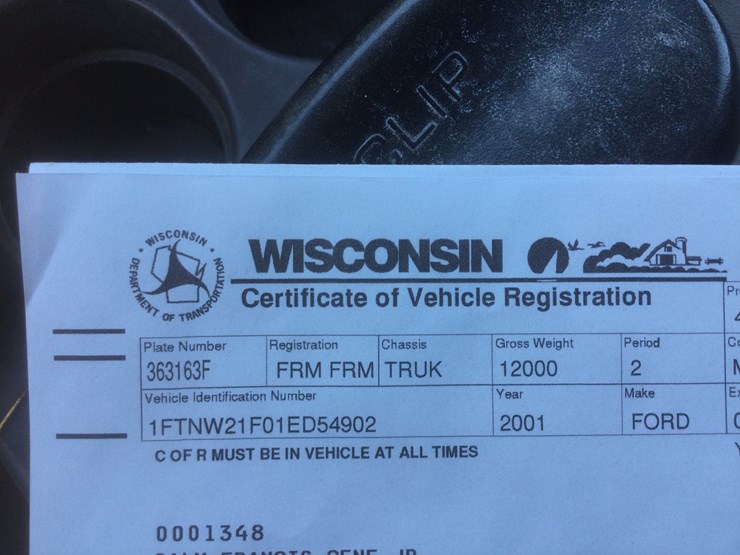 CLIP
WISCONSIN
DEPARTMENT OF TRANSPORTATION
WISCONSIN
Certificate of Vehicle Registration
Plate Number Registration Chassis Gross Weight Period
363163F FRM FRM TRUK 12000 2
Vehicle Identification Number Year Make
1FTNW21F01ED54902 2001 FORD
C OF R MUST BE IN VEHICLE AT ALL TIMES
0001348